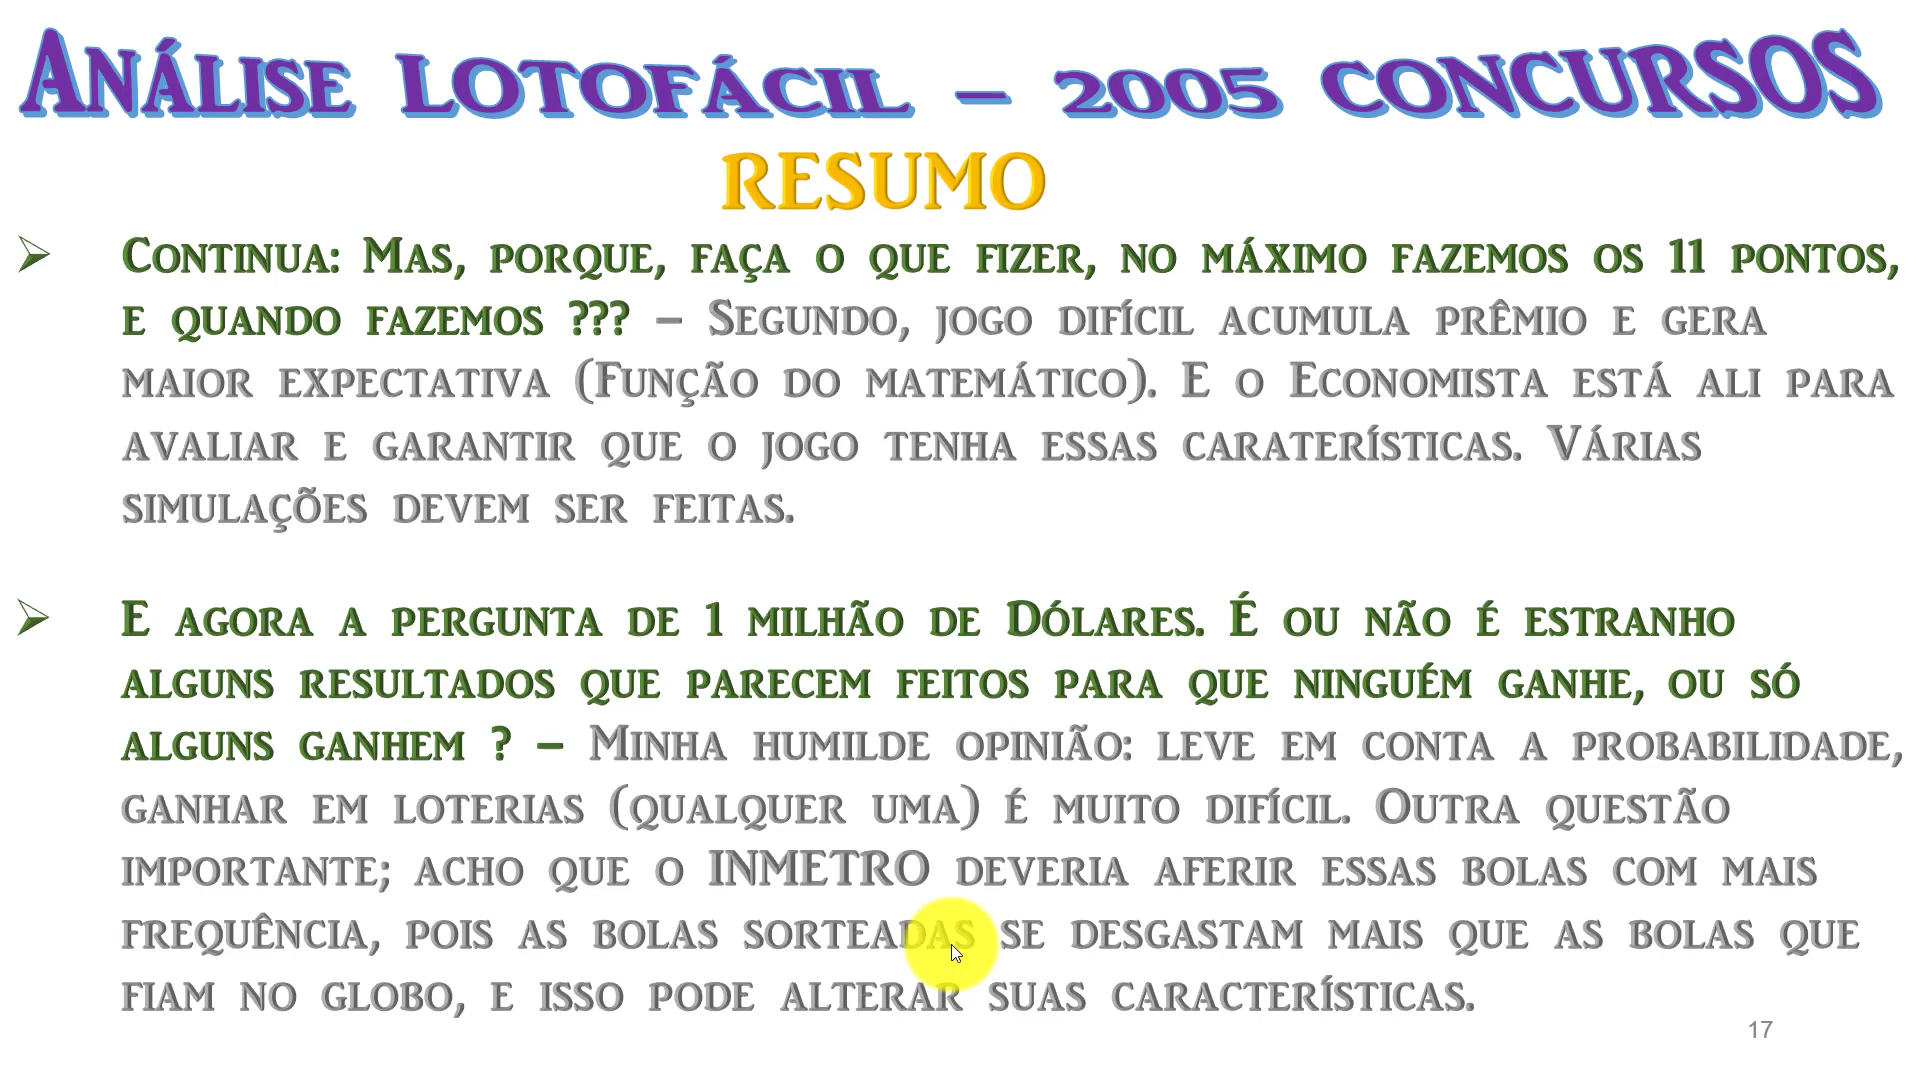 Análise Lotofácil – 2005 concursos
RESUMO
➢ Continua: Mas, porque, faça o que fizer, no máximo fazemos os 11 pontos,
e quando fazemos ??? – Segundo, jogo difícil acumula prêmio e gera
maior expectativa (Função do matemático). E o Economista está ali para
avaliar e garantir que o jogo tenha essas caraterísticas. Várias
simulações devem ser feitas.
➢ E agora a pergunta de 1 milhão de Dólares. É ou não é estranho
alguns resultados que parecem feitos para que ninguém ganhe, ou só
alguns ganhem ? – Minha humilde opinião: leve em conta a probabilidade,
ganhar em loterias (qualquer uma) é muito difícil. Outra questão
importante; acho que o INMETRO deveria aferir essas bolas com mais
frequência, pois as bolas sorteadas se desgastam mais que as bolas que
fiam no globo, e isso pode alterar suas características.
17